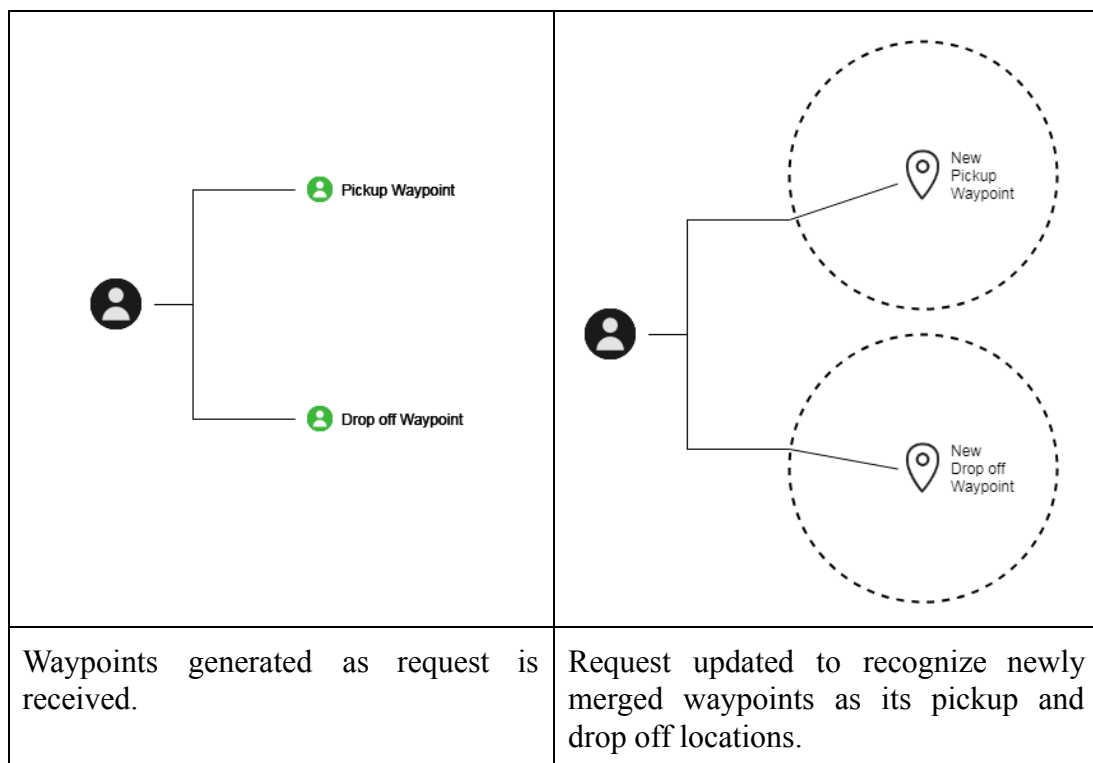 Pickup Waypoint
Drop off Waypoint
New
Pickup
Waypoint
New
Drop off
Waypoint
Waypoints generated as request is
received.
Request updated to recognize newly
merged waypoints as its pickup and
drop off locations.